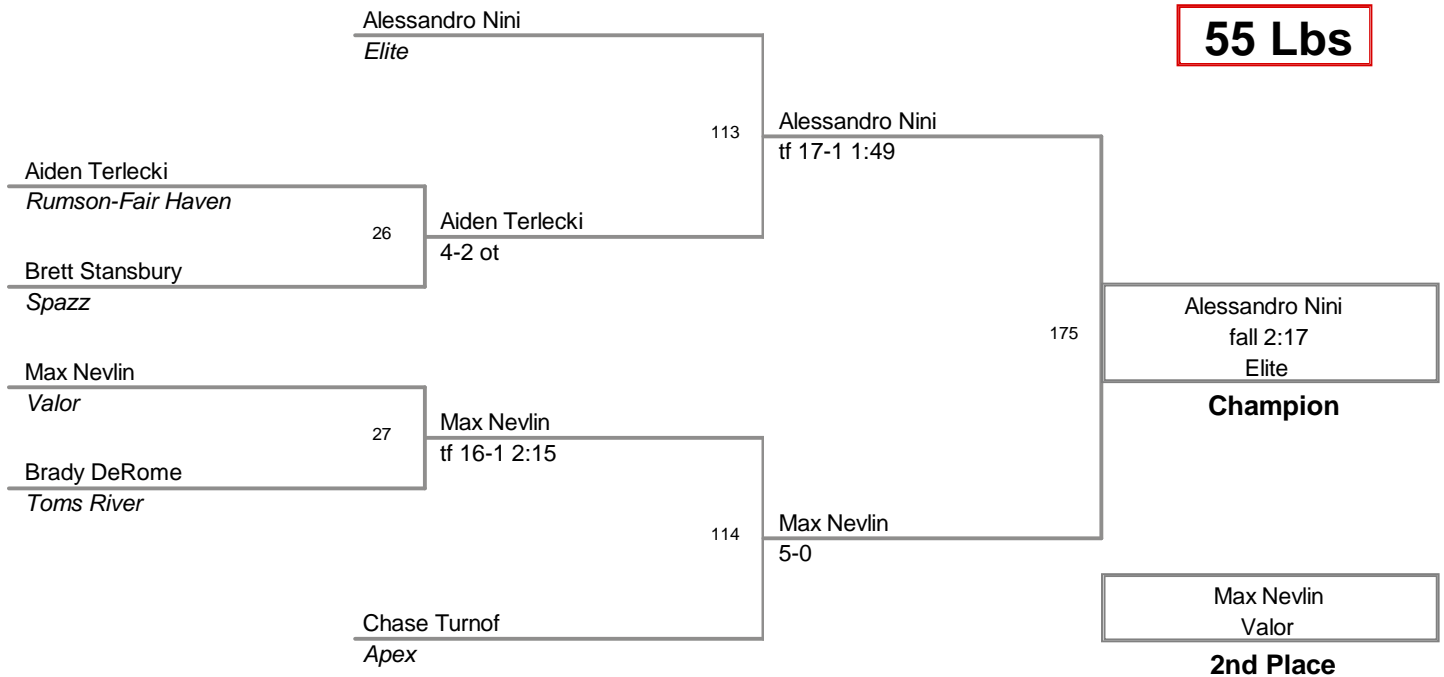 Alessandro Nini
Elite
55 Lbs
113
Alessandro Nini
tf 17-1 1:49
Aiden Terlecki
Rumson-Fair Haven
26
Aiden Terlecki
4-2 ot
Brett Stansbury
Spazz
175
Alessandro Nini
fall 2:17
Elite
Champion
Max Nevlin
Valor
27
Max Nevlin
tf 16-1 2:15
Brady DeRome
Toms River
114
Max Nevlin
5-0
Chase Turnof
Apex
Max Nevlin
Valor
2nd Place